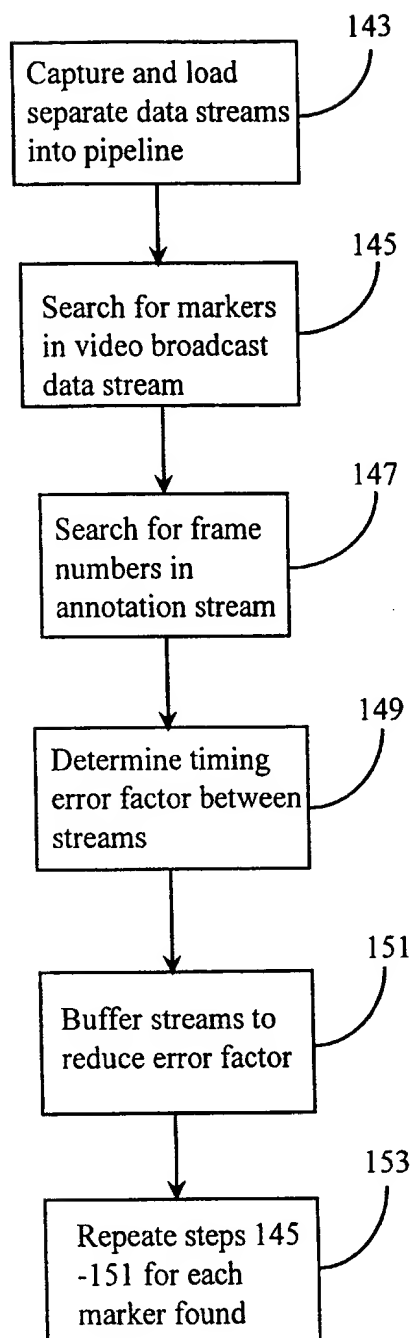 143
Capture and load
separate data streams
into pipeline
145
Search for markers
in video broadcast
data stream
147
Search for frame
numbers in
annotation stream
149
Determine timing
error factor between
streams
151
Buffer streams to
reduce error factor
153
Repeate steps 145
-151 for each
marker found